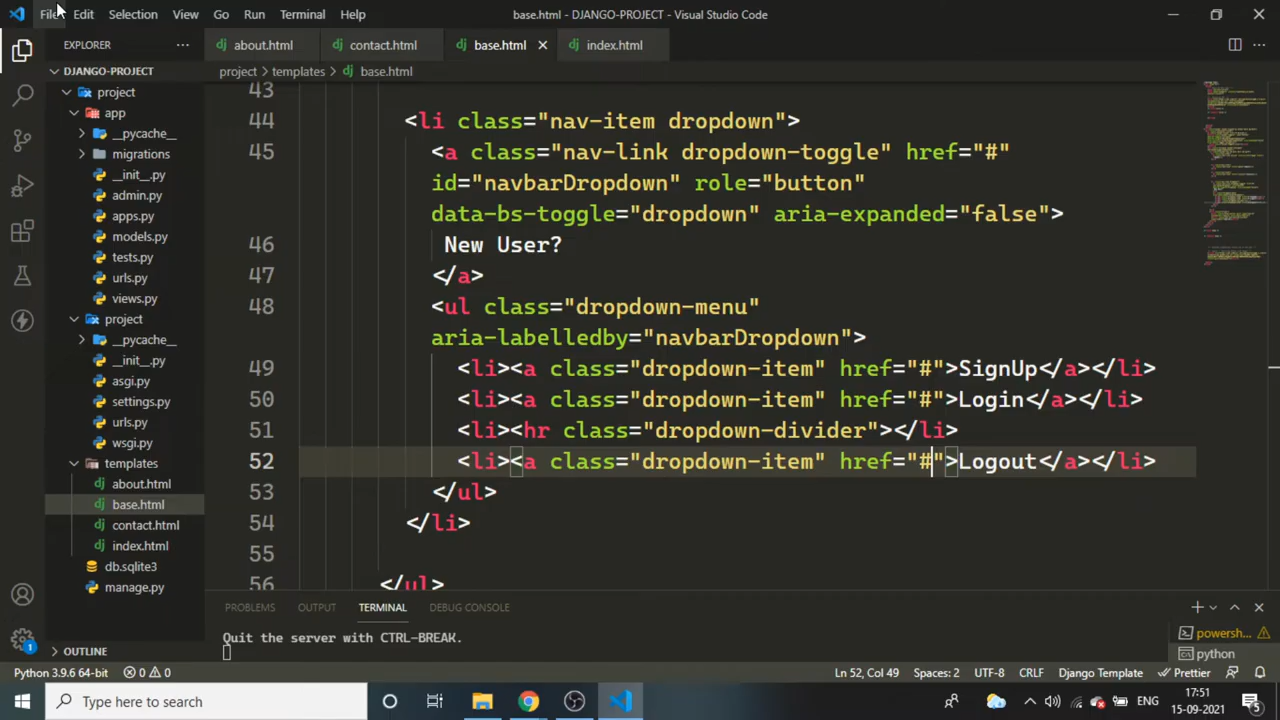 File Edit Selection View Go Run Terminal Help base.html - DJANGO-PROJECT - Visual Studio Code
EXPLORER
about.html contact.html base.html index.html
DJANGO-PROJECT
project > templates > base.html
project
app
__pycache__
migrations
__init__.py
admin.py
apps.py
models.py
tests.py
urls.py
views.py
project
__pycache__
__init__.py
asgi.py
settings.py
urls.py
wsgi.py
templates
about.html
base.html
contact.html
index.html
db.sqlite3
manage.py
OUTLINE
43
44 <li class="nav-item dropdown">
45 <a class="nav-link dropdown-toggle" href="#"
id="navbarDropdown" role="button"
data-bs-toggle="dropdown" aria-expanded="false">
46 New User?
47 </a>
48 <ul class="dropdown-menu"
aria-labelledby="navbarDropdown">
49 <li><a class="dropdown-item" href="#">SignUp</a></li>
50 <li><a class="dropdown-item" href="#">Login</a></li>
51 <li><hr class="dropdown-divider"></li>
52 <li><a class="dropdown-item" href="#">Logout</a></li>
53 </ul>
54 </li>
55
56 </ul>
PROBLEMS OUTPUT TERMINAL DEBUG CONSOLE
Quit the server with CTRL-BREAK.
powersh...
python
Python 3.9.6 64-bit 0 0 Ln 52, Col 49 Spaces: 2 UTF-8 CRLF Django Template Prettier
1
Type here to search
ENG
17:51
15-09-2021
5